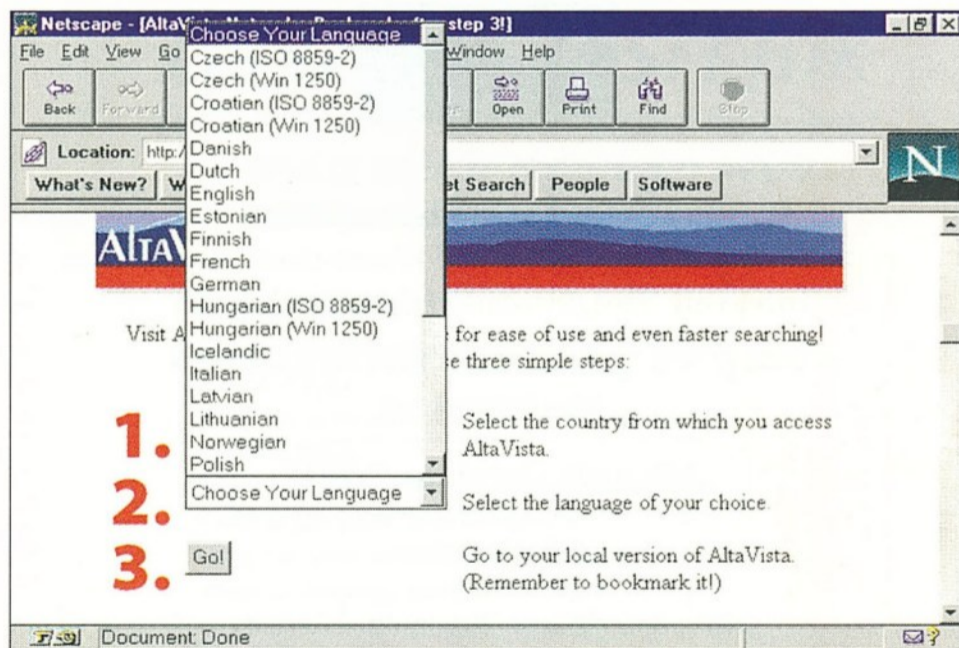 Netscape - [AltaVista step 3!]
File Edit View Go Window Help
Back Forward Open Print Find Stop
Location: http:/
What's New? W et Search People Software
N
ALTAV
Choose Your Language
Czech (ISO 8859-2)
Czech (Win 1250)
Croatian (ISO 8859-2)
Croatian (Win 1250)
Danish
Dutch
English
Estonian
Finnish
French
German
Hungarian (ISO 8859-2)
Hungarian (Win 1250)
Icelandic
Italian
Latvian
Lithuanian
Norwegian
Polish
Choose Your Language
Visit A for ease of use and even faster searching!
se three simple steps:
1. Select the country from which you access
AltaVista.
2. Select the language of your choice.
3. Go! Go to your local version of AltaVista.
(Remember to bookmark it!)
Document: Done